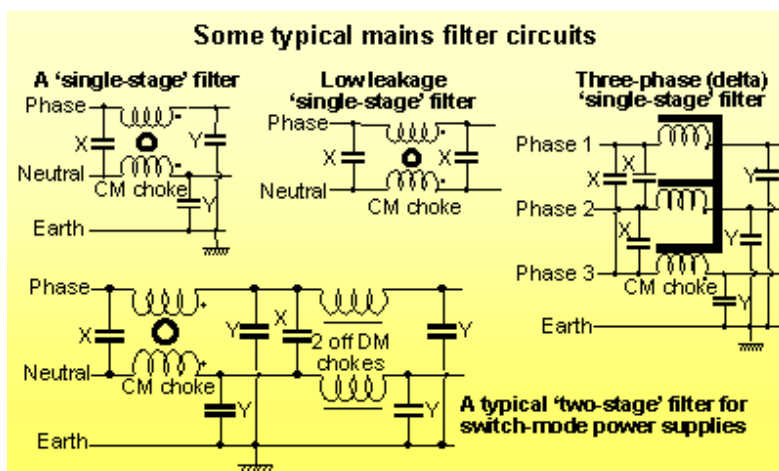 Some typical mains filter circuits
A 'single-stage' filter
Phase
X
Y
Neutral
CM choke
Y
Earth
Low leakage
'single-stage' filter
Phase
X
X
Neutral
CM choke
Three-phase (delta)
'single-stage' filter
Phase 1
X
X
Y
Phase 2
X
Y
Phase 3
CM choke
Y
Earth
Phase
X
Y
X
2 off DM
chokes
Y
Neutral
CM choke
Y
Y
Earth
A typical 'two-stage' filter for
switch-mode power supplies